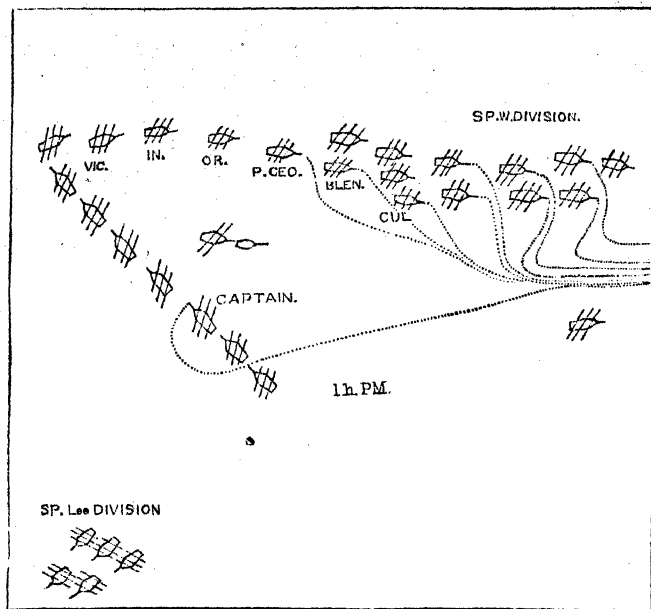 SP.W.DIVISION.
VIC.
IN.
OR.
P.GEO.
BLEN.
CUL
CAPTAIN.
1h. PM.
SP. Lee DIVISION